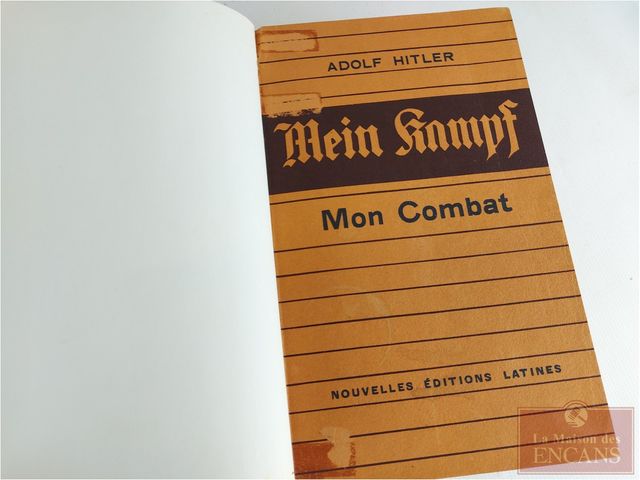 ADOLF HITLER
Mein Kampf
Mon Combat
NOUVELLES ÉDITIONS LATINES
La Maison des
ENCANS